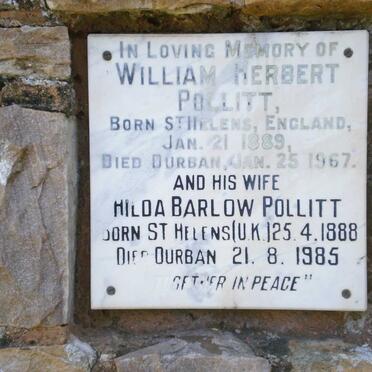 IN LOVING MEMORY OF
WILLIAM HERBERT
POLLITT,
BORN ST HELENS, ENGLAND,
JAN. 21 1889,
DIED DURBAN, JAN. 25 1967.
AND HIS WIFE
HILDA BARLOW POLLITT
BORN ST HELENS (U.K.) 25.4.1888
DIED DURBAN 21.8.1985
"TOGETHER IN PEACE"